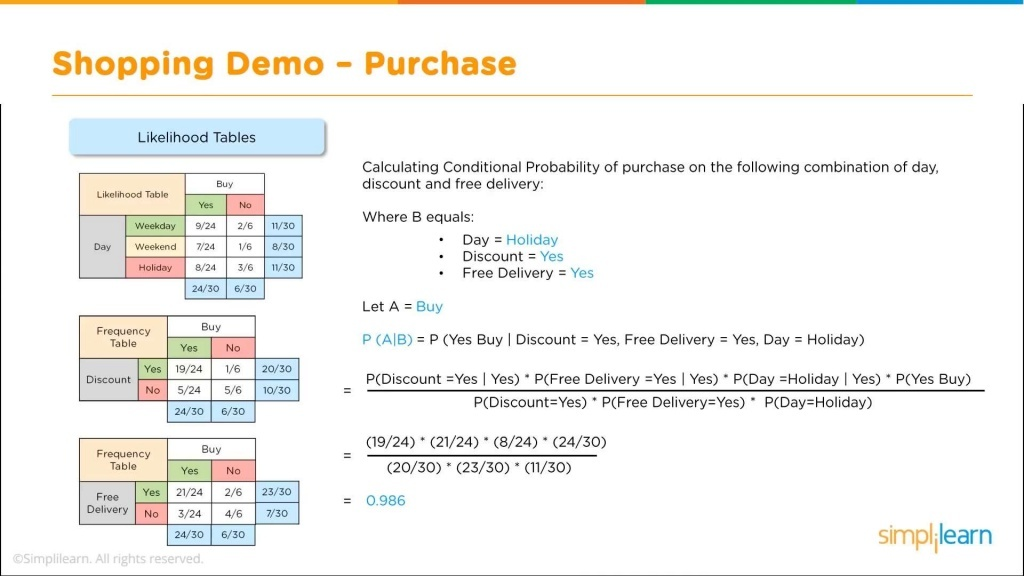 Shopping Demo – Purchase
Likelihood Tables
Likelihood Table
Buy
Yes No
Day
Weekday 9/24 2/6 11/30
Weekend 7/24 1/6 8/30
Holiday 8/24 3/6 11/30
24/30 6/30
Frequency
Table
Buy
Yes No
Discount
Yes 19/24 1/6 20/30
No 5/24 5/6 10/30
24/30 6/30
Frequency
Table
Buy
Yes No
Free
Delivery
Yes 21/24 2/6 23/30
No 3/24 4/6 7/30
24/30 6/30
Calculating Conditional Probability of purchase on the following combination of day,
discount and free delivery:
Where B equals:
• Day = Holiday
• Discount = Yes
• Free Delivery = Yes
Let A = Buy
P (A|B) = P (Yes Buy | Discount = Yes, Free Delivery = Yes, Day = Holiday)
= P(Discount =Yes | Yes) * P(Free Delivery =Yes | Yes) * P(Day =Holiday | Yes) * P(Yes Buy)
P(Discount=Yes) * P(Free Delivery=Yes) * P(Day=Holiday)
= (19/24) * (21/24) * (8/24) * (24/30)
(20/30) * (23/30) * (11/30)
= 0.986
©Simplilearn. All rights reserved.
simplilearn